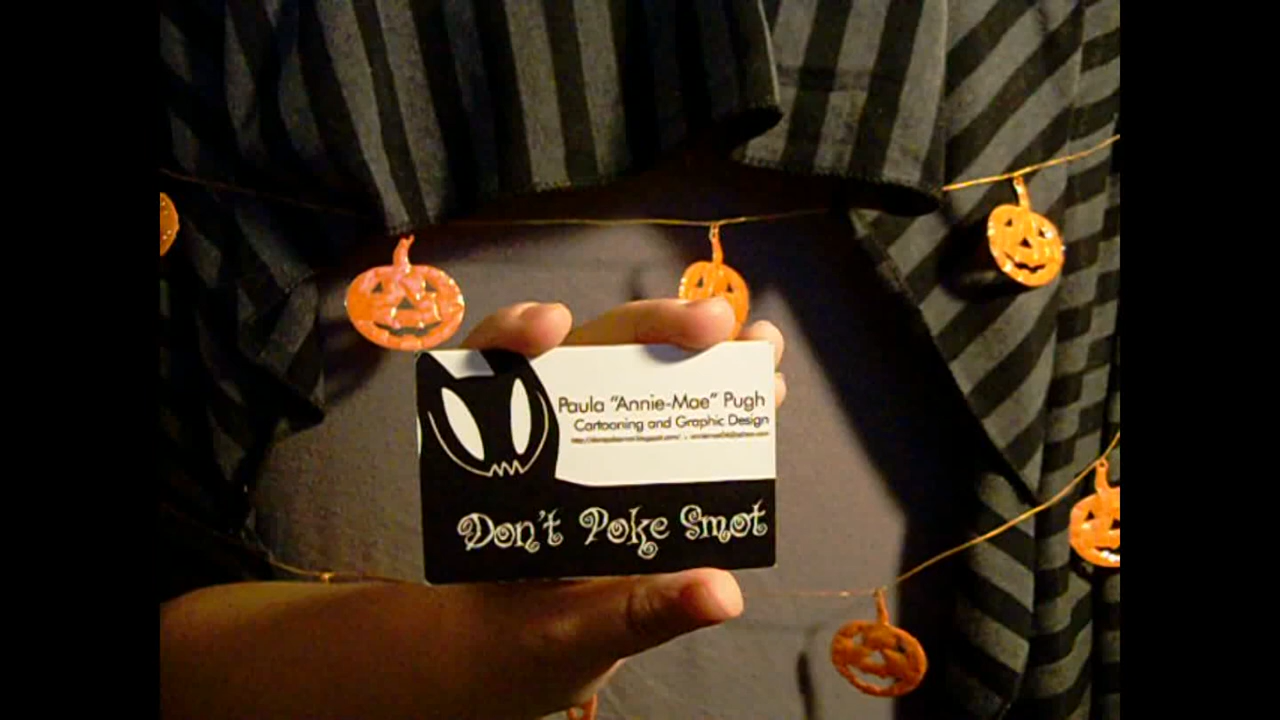 Paula "Annie-Mae" Pugh
Cartooning and Graphic Design
Don't Poke Smot